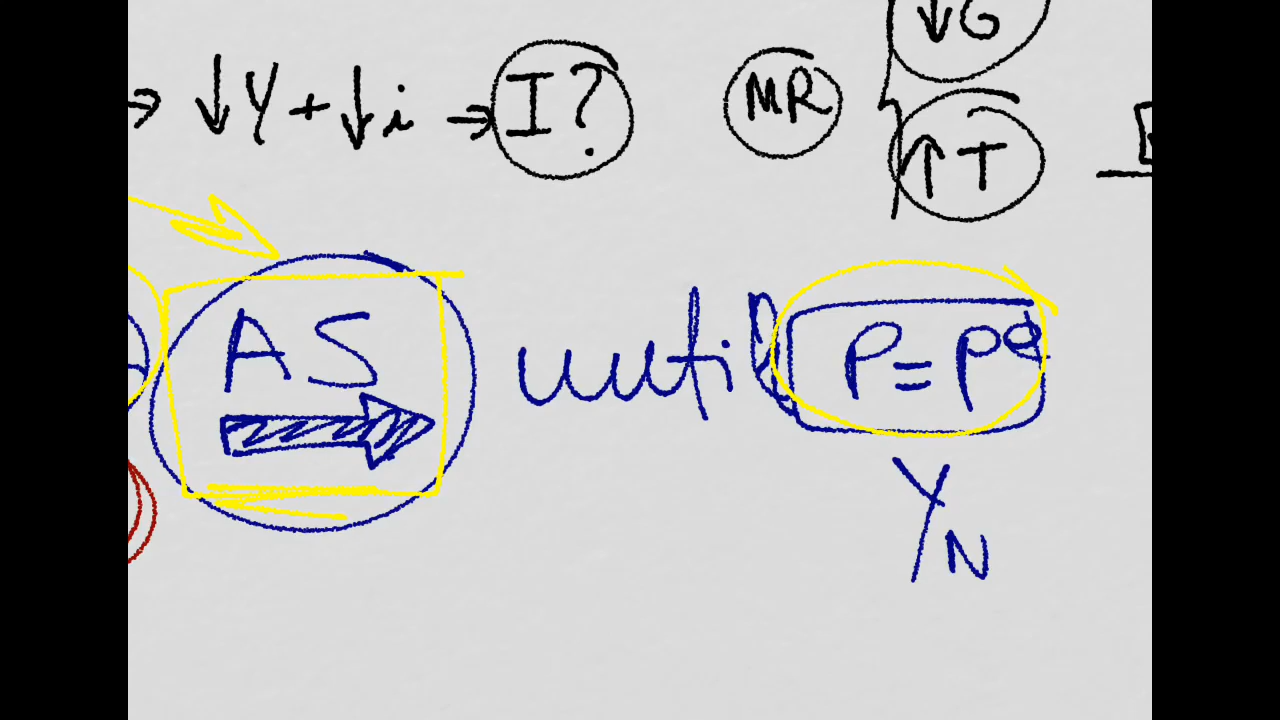 ↓G
→ ↓Y + ↓i → I? MR ↑T
AS until P=Pe
YN